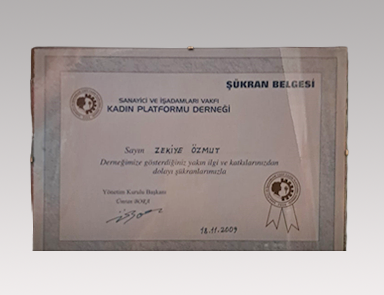 ŞÜKRAN BELGESİ
SANAYİCİ VE İŞADAMLARI VAKFI
KADIN PLATFORMU DERNEĞİ
Sayın ZEKİYE ÖZMUT
Derneğimize gösterdiğiniz yakın ilgi ve katkılarınızdan
dolayı şükranlarımızla
Yönetim Kurulu Başkanı
BORA
18.11.2009